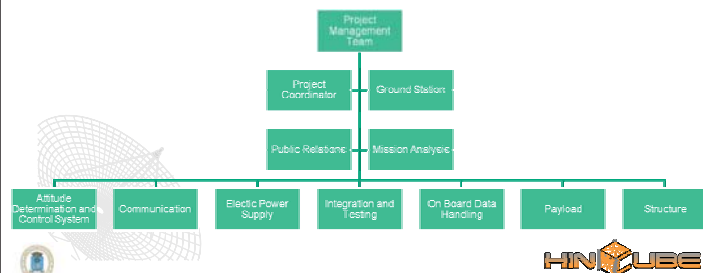 Project
Management
Team
Project
Coordinator
Ground Station
Public Relations
Mission Analysis
Attitude
Determination and
Control System
Communication
Electic Power
Supply
Integration and
Testing
On Board Data
Handling
Payload
Structure
HINCUBE